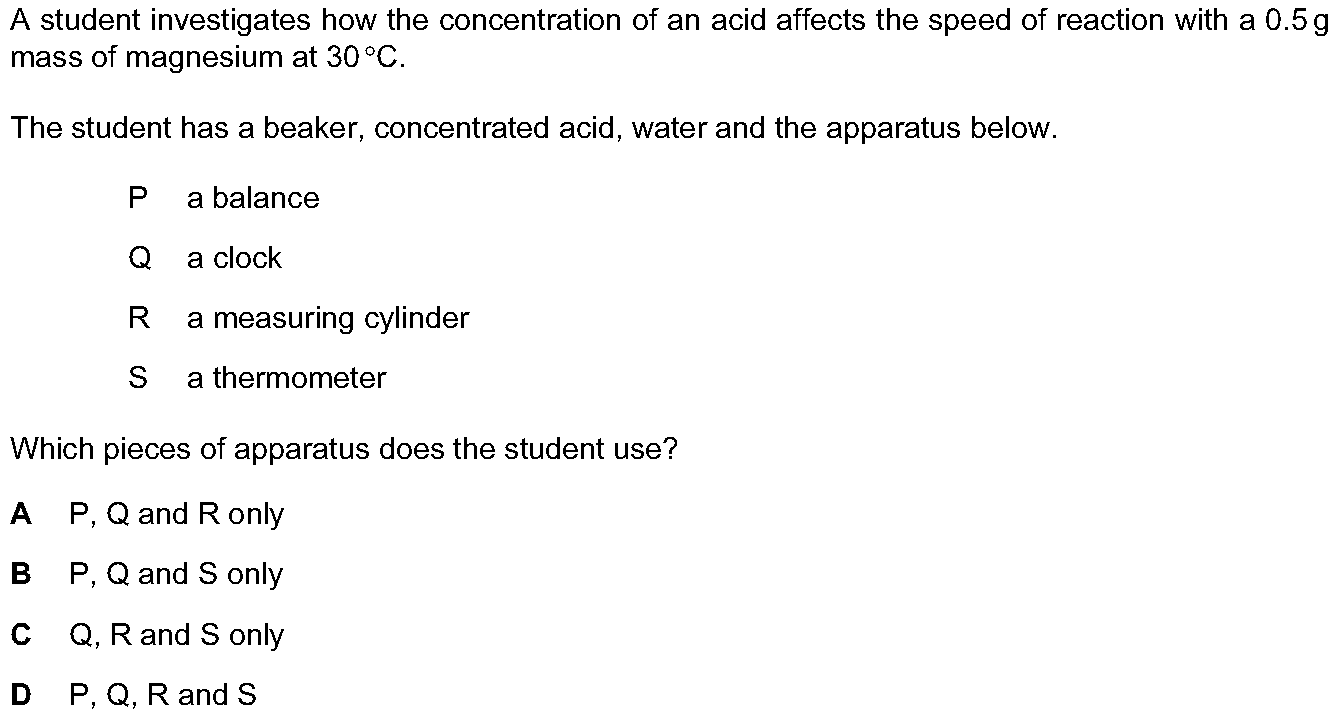 A student investigates how the concentration of an acid affects the speed of reaction with a 0.5 g
mass of magnesium at 30 °C.
The student has a beaker, concentrated acid, water and the apparatus below.
P a balance
Q a clock
R a measuring cylinder
S a thermometer
Which pieces of apparatus does the student use?
A P, Q and R only
B P, Q and S only
C Q, R and S only
D P, Q, R and S